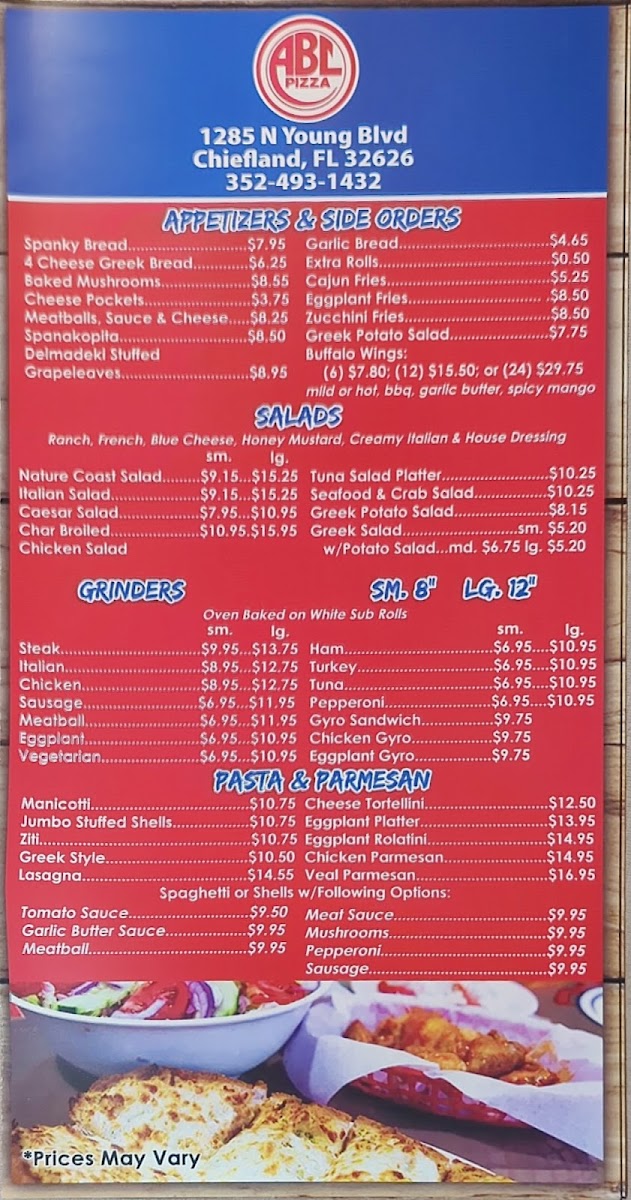 ABC
PIZZA
1285 N Young Blvd
Chiefland, FL 32626
352-493-1432
APPETIZERS & SIDE ORDERS
Spanky Bread.....$7.95
4 Cheese Greek Bread.....$6.25
Baked Mushrooms.....$8.55
Cheese Pockets.....$3.75
Meatballs, Sauce & Cheese.....$8.25
Spanakopita.....$8.50
Delmadeki Stuffed
Grapeleaves.....$8.95
Garlic Bread.....$4.65
Extra Rolls.....$0.50
Cajun Fries.....$5.25
Eggplant Fries.....$8.50
Zucchini Fries.....$8.50
Greek Potato Salad.....$7.75
Buffalo Wings:
(6) $7.80; (12) $15.50; or (24) $29.75
mild or hot, bbq, garlic butter, spicy mango
SALADS
Ranch, French, Blue Cheese, Honey Mustard, Creamy Italian & House Dressing
sm. lg.
Nature Coast Salad.....$9.15...$15.25
Italian Salad.....$9.15...$15.25
Caesar Salad.....$7.95...$10.95
Char Broiled.....$10.95.$15.95
Chicken Salad
Tuna Salad Platter.....$10.25
Seafood & Crab Salad.....$10.25
Greek Potato Salad.....$8.15
Greek Salad.....sm. $5.20
w/Potato Salad...md. $6.75 lg. $5.20
GRINDERS SM. 8" LG. 12"
Oven Baked on White Sub Rolls
sm. lg.
Steak.....$9.95...$13.75
Italian.....$8.95...$12.75
Chicken.....$8.95...$12.75
Sausage.....$6.95...$11.95
Meatball.....$6.95...$11.95
Eggplant.....$6.95...$10.95
Vegetarian.....$6.95...$10.95
sm. lg.
Ham.....$6.95....$10.95
Turkey.....$6.95....$10.95
Tuna.....$6.95....$10.95
Pepperoni.....$6.95....$10.95
Gyro Sandwich.....$9.75
Chicken Gyro.....$9.75
Eggplant Gyro.....$9.75
PASTA & PARMESAN
Manicotti.....$10.75
Jumbo Stuffed Shells.....$10.75
Ziti.....$10.75
Greek Style.....$10.50
Lasagna.....$14.55
Cheese Tortellini.....$12.50
Eggplant Platter.....$13.95
Eggplant Rolatini.....$14.95
Chicken Parmesan.....$14.95
Veal Parmesan.....$16.95
Spaghetti or Shells w/Following Options:
Tomato Sauce.....$9.50
Garlic Butter Sauce.....$9.95
Meatball.....$9.95
Meat Sauce.....$9.95
Mushrooms.....$9.95
Pepperoni.....$9.95
Sausage.....$9.95
*Prices May Vary